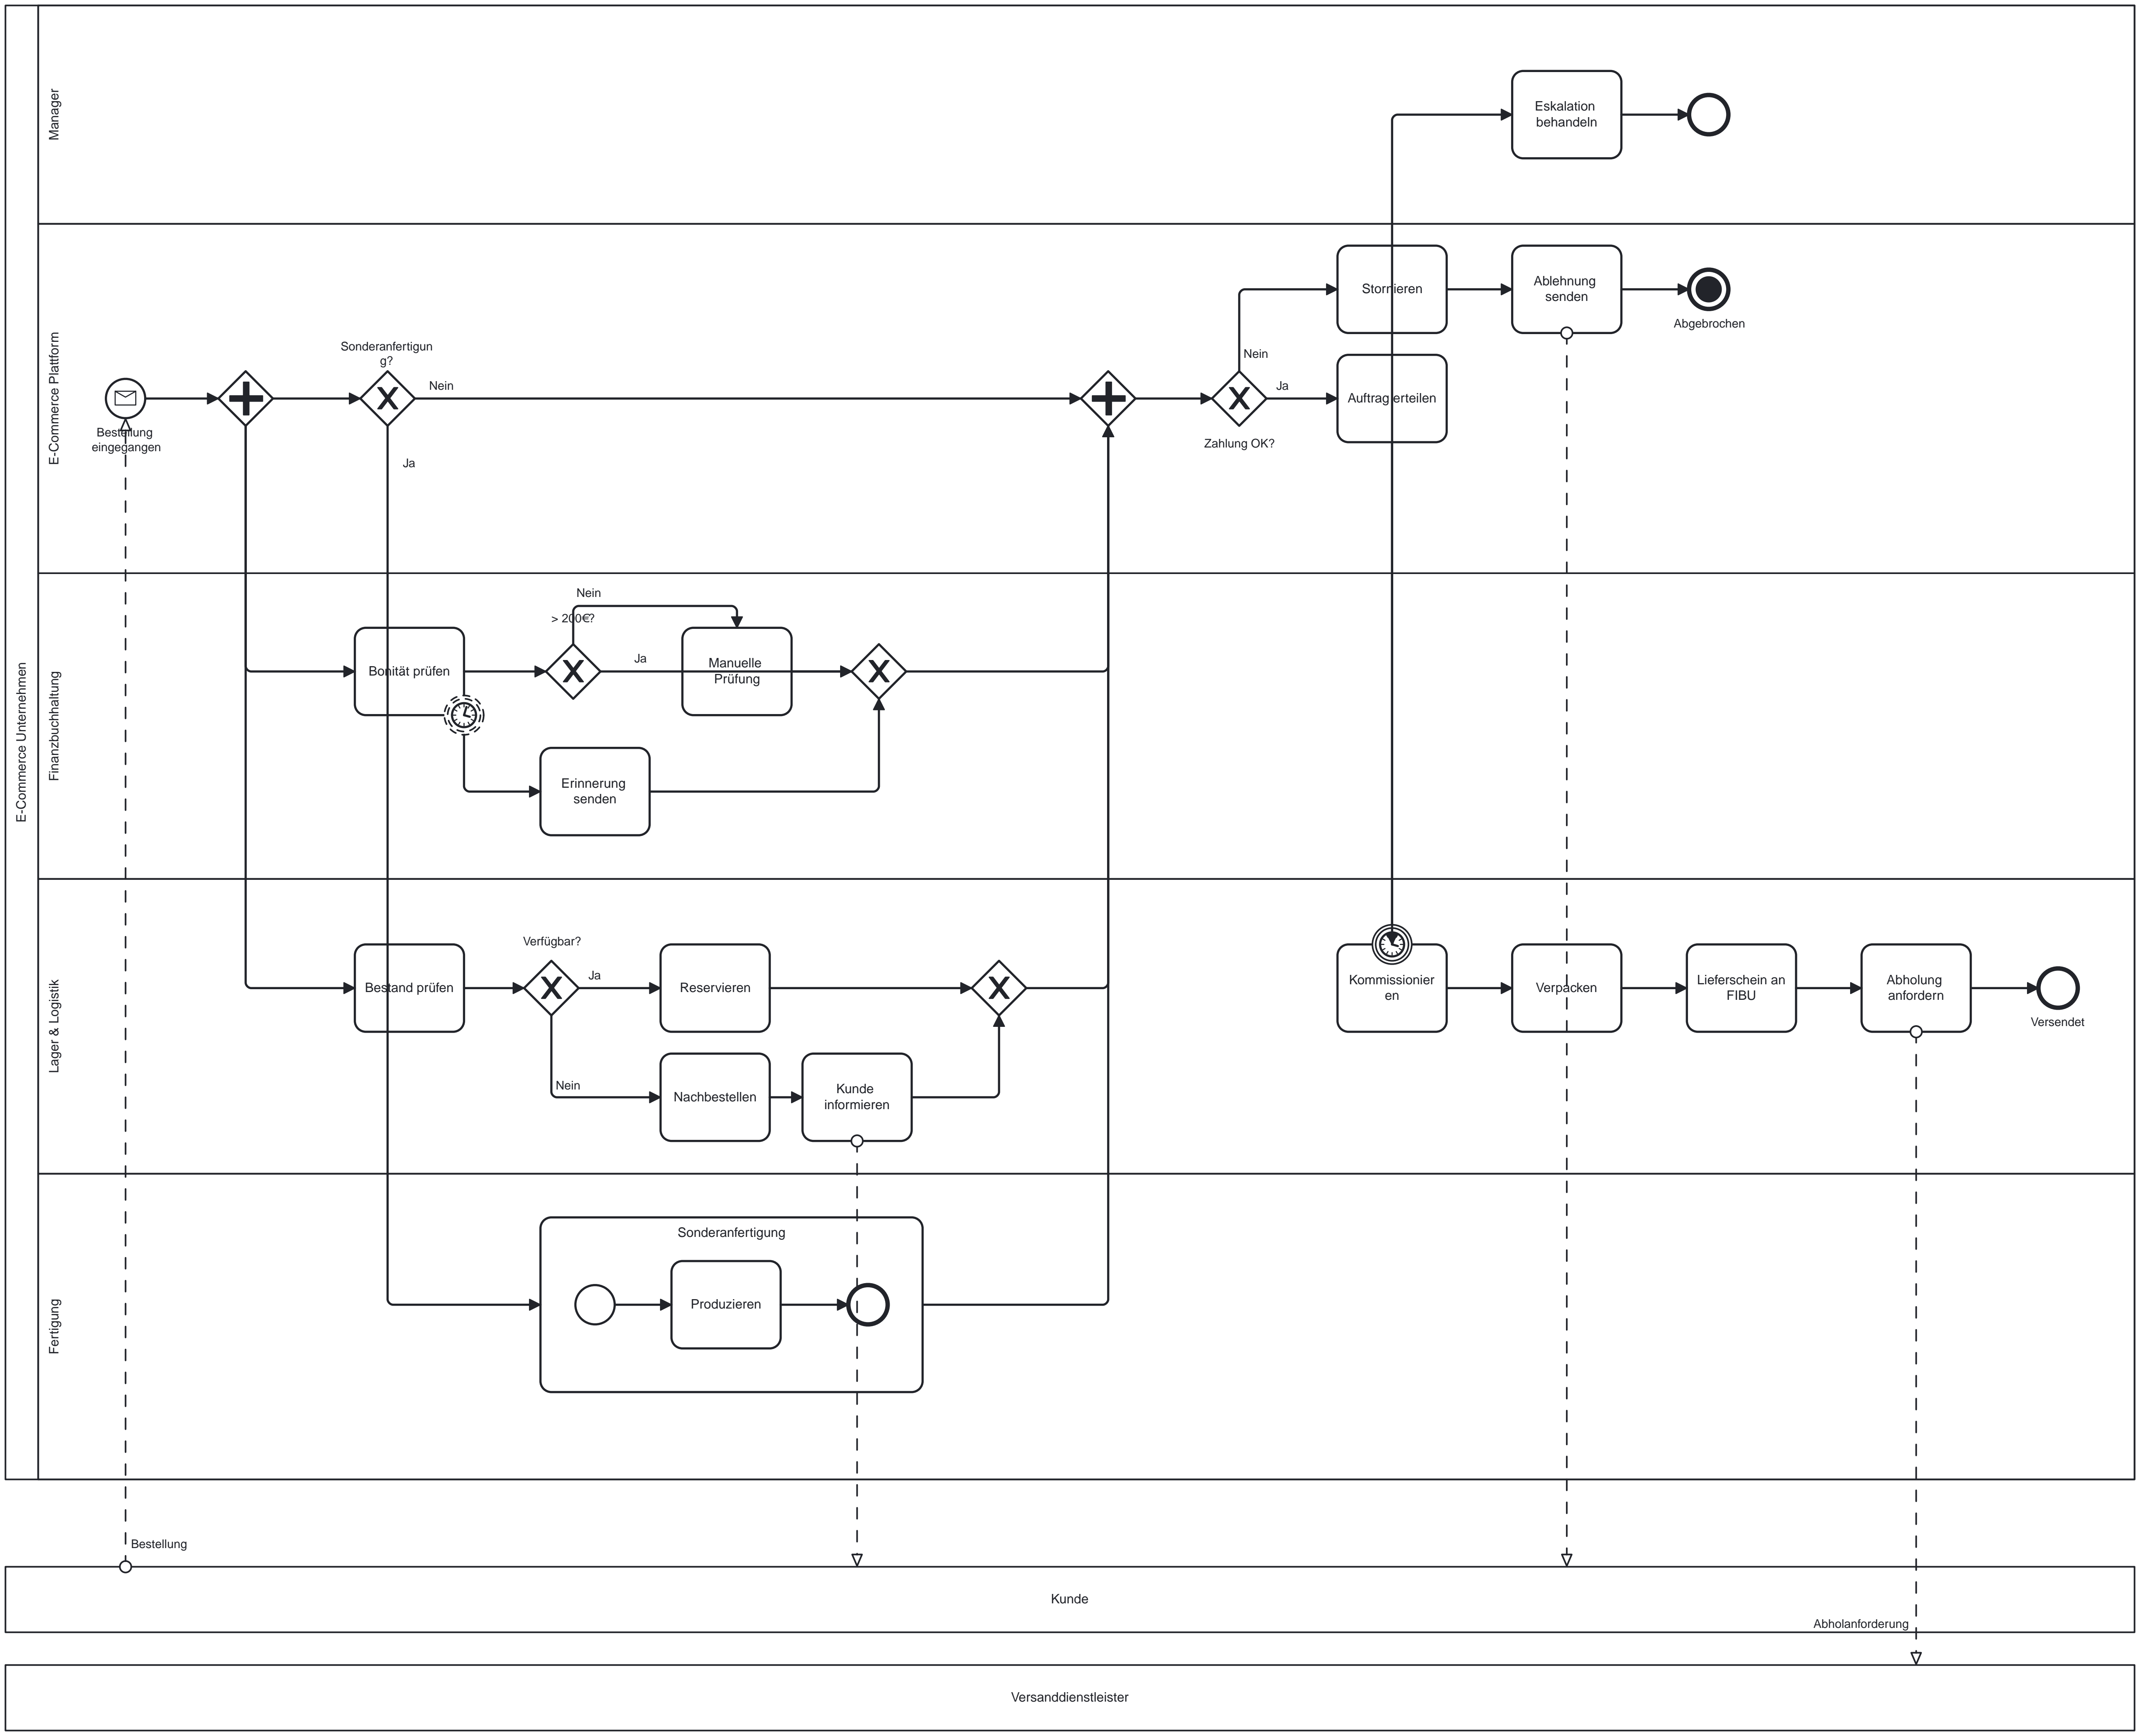 E-Commerce Unternehmen
Manager
Eskalation
behandeln
E-Commerce Plattform
Bestellung
eingegangen
Sonderanfertigun
g?
Nein
Ja
Zahlung OK?
Nein
Ja
Stornieren
Auftrag erteilen
Ablehnung
senden
Abgebrochen
Finanzbuchhaltung
Bonität prüfen
> 200€?
Nein
Ja
Manuelle
Prüfung
Erinnerung
senden
Lager & Logistik
Bestand prüfen
Verfügbar?
Ja
Nein
Reservieren
Nachbestellen
Kunde
informieren
Kommissionier
en
Verpacken
Lieferschein an
FIBU
Abholung
anfordern
Versendet
Fertigung
Sonderanfertigung
Produzieren
Bestellung
Kunde
Abholanforderung
Versanddienstleister